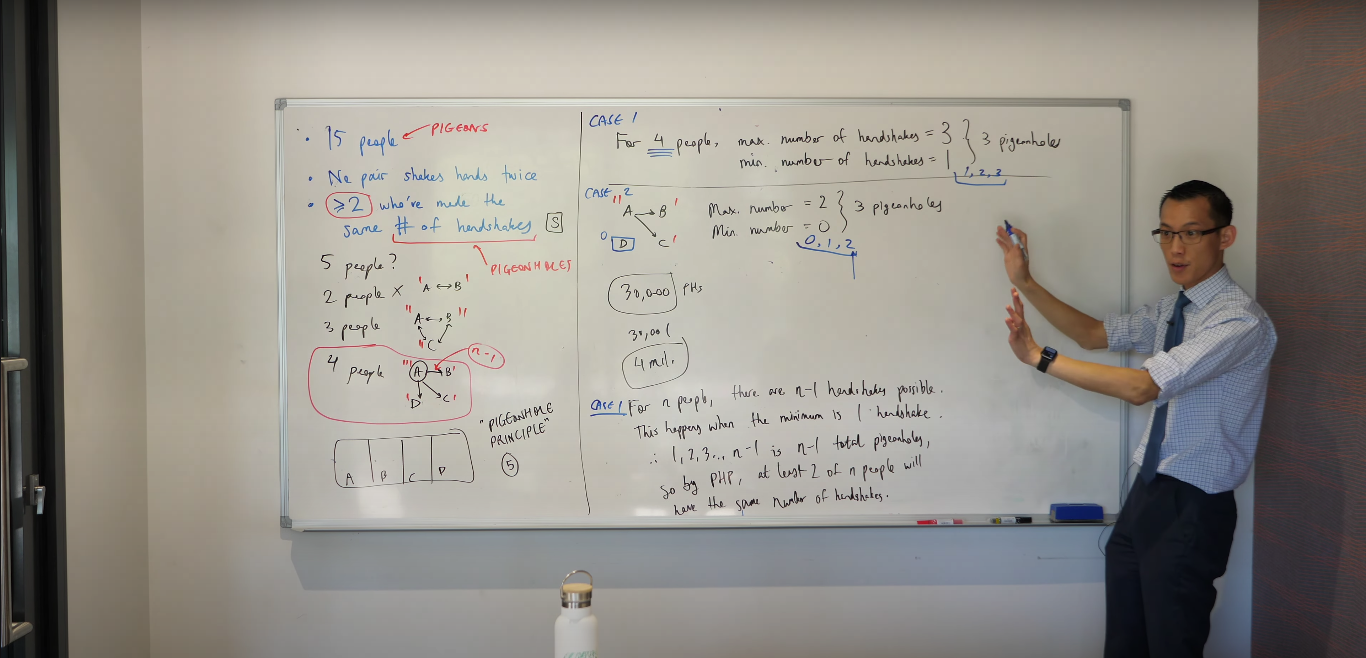 • 15 people PIGEONS
• No pair shakes hands twice
• ≥2 who've made the
same # of handshakes S
PIGEONHOLES
5 people?
2 people X ' A ↔ B '
3 people " A ↔ B "
" C
4 people "' A → B ' n-1
' D C '
A B C D
"PIGEONHOLE
PRINCIPLE"
5
CASE 1
For 4 people, max. number of handshakes = 3 } 3 pigeonholes
min. number of handshakes = 1
1, 2, 3
CASE 2
" A → B ' Max. number = 2 } 3 pigeonholes
0 D C ' Min. number = 0
0, 1, 2
30,000 PHs
30,001
4 mil.
CASE 1 For n people, there are n-1 handshakes possible.
This happens when the minimum is 1 handshake.
∴ 1, 2, 3... n-1 is n-1 total pigeonholes,
so by PHP, at least 2 of n people will
have the same number of handshakes.